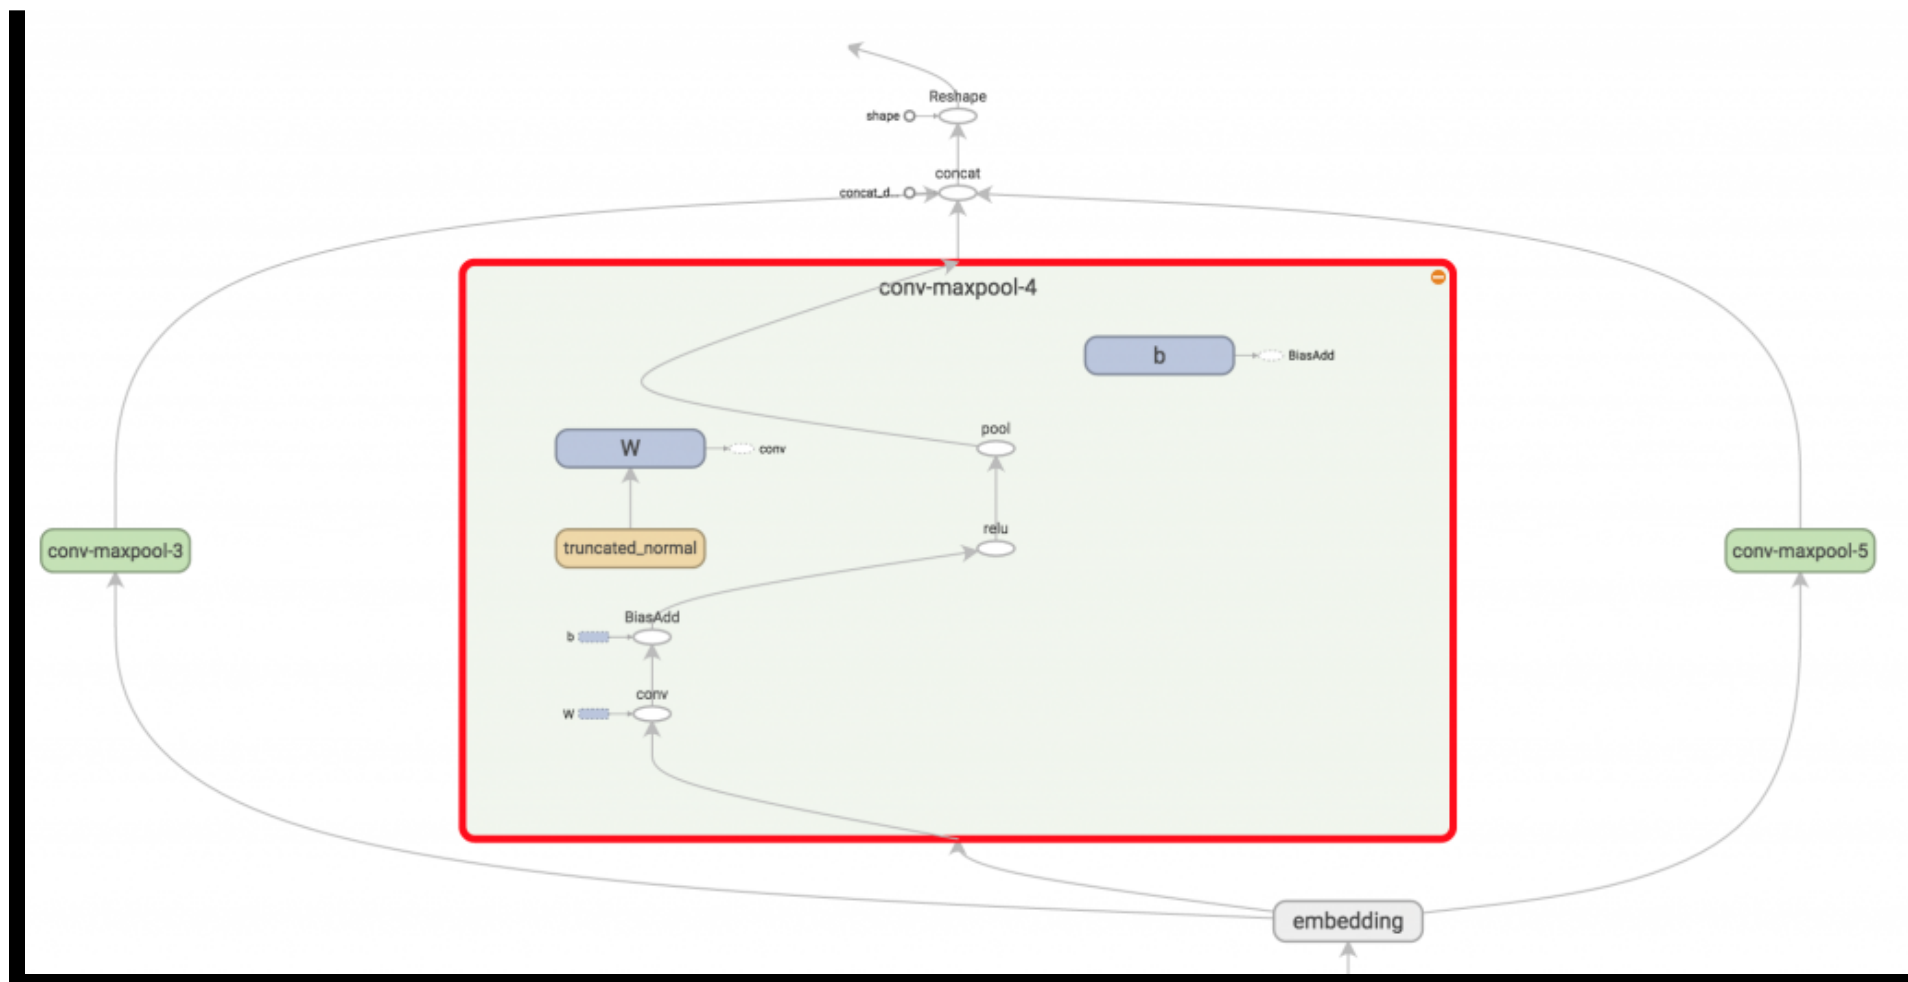 Reshape
shape
concat
concat_d...
conv-maxpool-4
b
BiasAdd
pool
W
conv
relu
conv-maxpool-3
truncated_normal
conv-maxpool-5
BiasAdd
b
conv
W
embedding